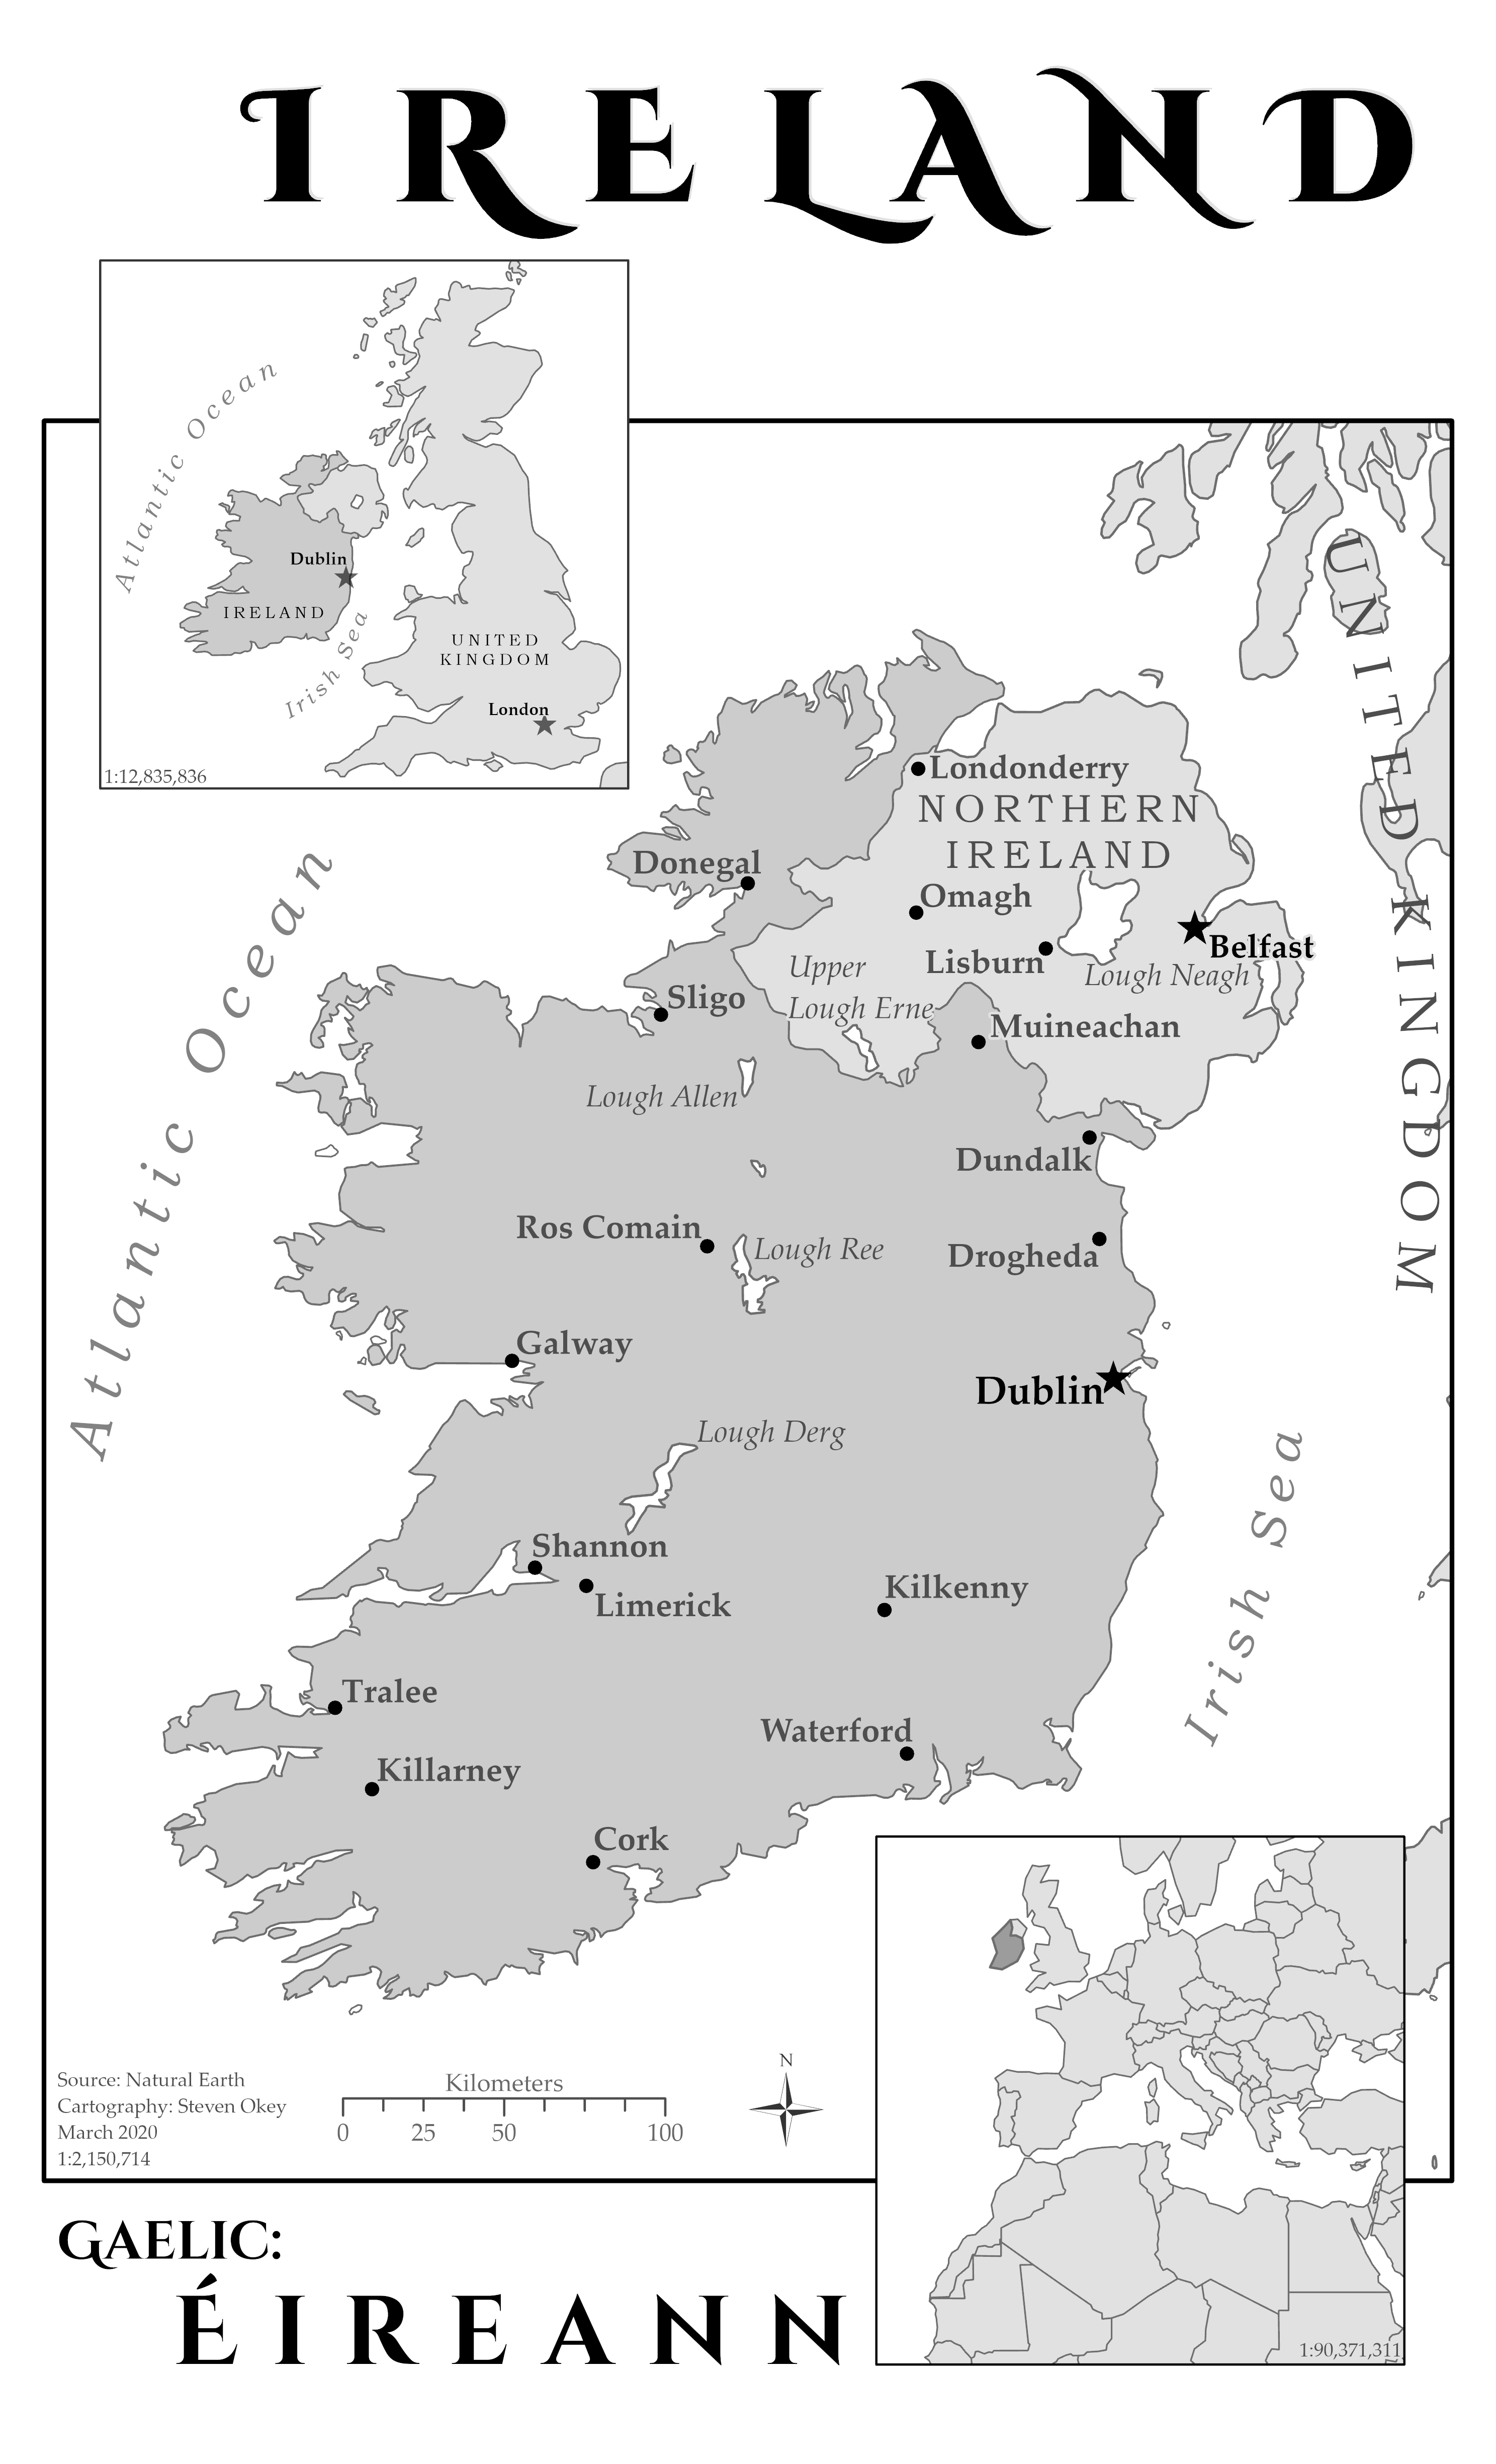 IRELAND
Atlantic Ocean
Dublin
IRELAND
Irish Sea
UNITED
KINGDOM
London
1:12,835,836
UNITED KINGDOM
Londonderry
NORTHERN
IRELAND
Donegal
Omagh
Belfast
Lisburn
Lough Neagh
Upper
Lough Erne
Sligo
Muineachan
Lough Allen
Atlantic Ocean
Dundalk
Ros Comain
Lough Ree
Drogheda
Galway
Dublin
Lough Derg
Irish Sea
Shannon
Limerick
Kilkenny
Tralee
Waterford
Killarney
Cork
Source: Natural Earth
Cartography: Steven Okey
March 2020
1:2,150,714
Kilometers
0 25 50 100
N
1:90,371,311
GAELIC:
ÉIREANN